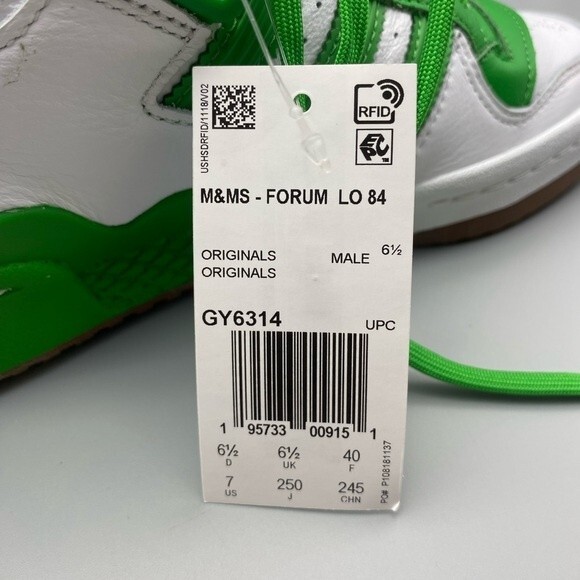 USHSDRFID/1118/V02
RFID
EPC™
M&MS - FORUM LO 84
ORIGINALS
ORIGINALS
MALE 6½
GY6314
UPC
1 95733 00915 1
6½ 6½ 40
D UK F
7 250 245
US J CHN
PO# P108181137